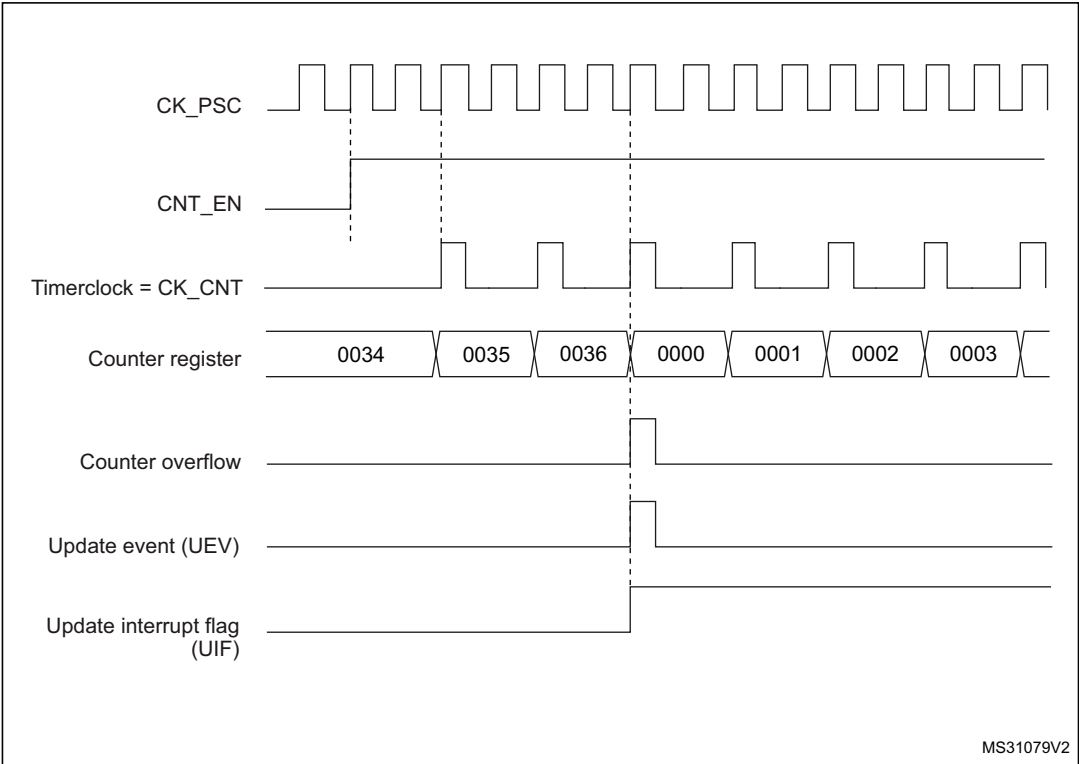 CK_PSC
CNT_EN
Timerclock = CK_CNT
Counter register 0034 0035 0036 0000 0001 0002 0003
Counter overflow
Update event (UEV)
Update interrupt flag
(UIF)
MS31079V2